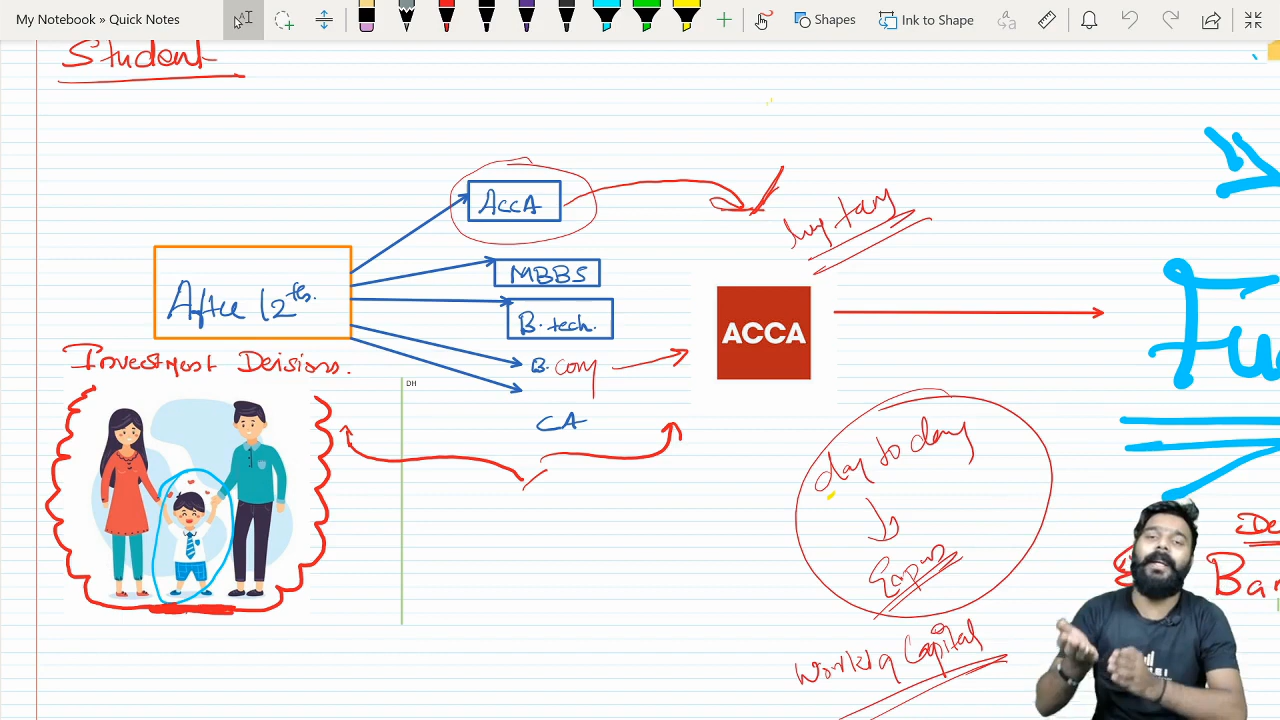 My Notebook » Quick Notes
Shapes
Ink to Shape
Student
AccA
After 12th.
MBBS
B.tech.
ACCA
Investment Decisions.
B. Com
DH
CA
day to day
Working Capital